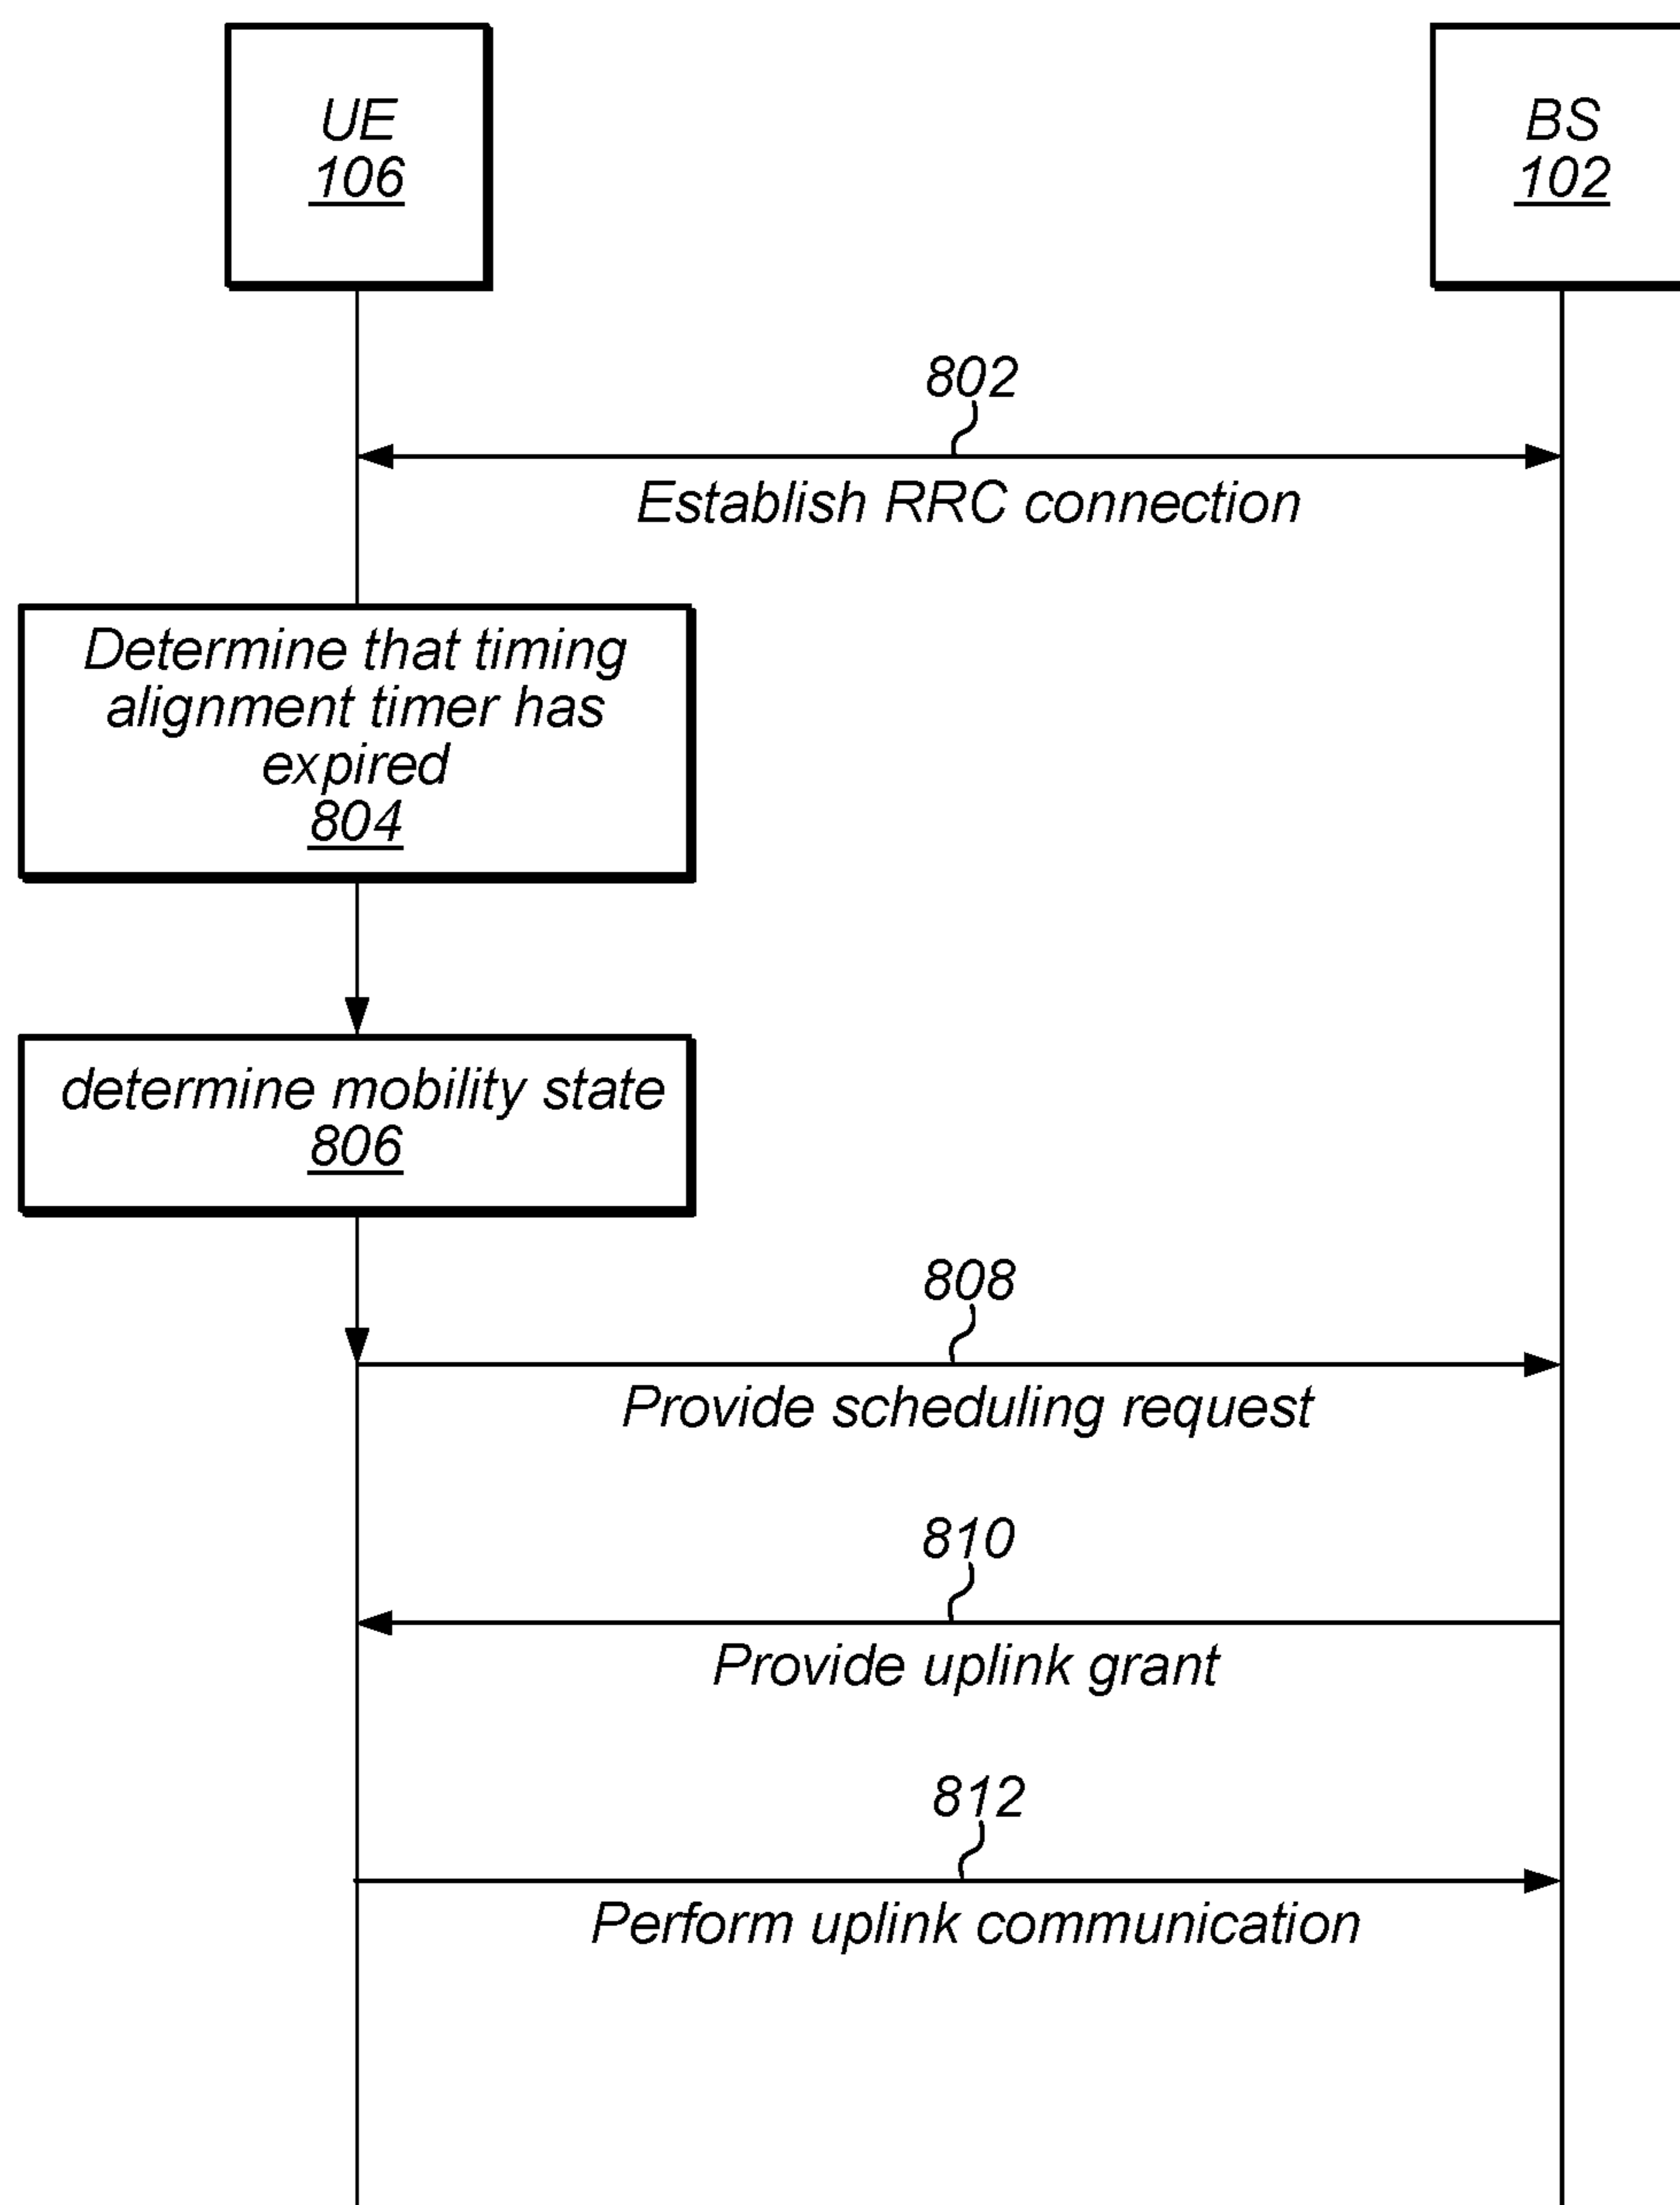 UE
106
BS
102
802
Establish RRC connection
Determine that timing
alignment timer has
expired
804
determine mobility state
806
808
Provide scheduling request
810
Provide uplink grant
812
Perform uplink communication